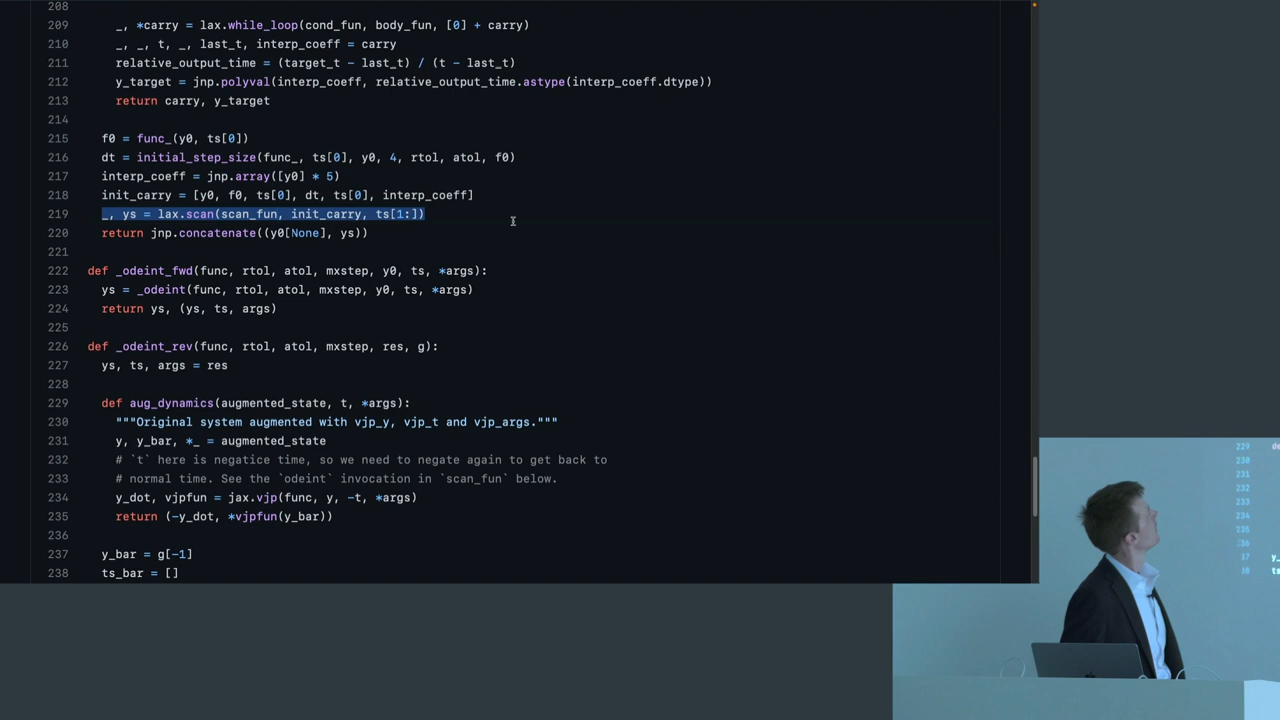 208
209 _, *carry = lax.while_loop(cond_fun, body_fun, [0] + carry)
210 _, _, t, _, last_t, interp_coeff = carry
211 relative_output_time = (target_t - last_t) / (t - last_t)
212 y_target = jnp.polyval(interp_coeff, relative_output_time.astype(interp_coeff.dtype))
213 return carry, y_target
214
215 f0 = func_(y0, ts[0])
216 dt = initial_step_size(func_, ts[0], y0, 4, rtol, atol, f0)
217 interp_coeff = jnp.array([y0] * 5)
218 init_carry = [y0, f0, ts[0], dt, ts[0], interp_coeff]
219 _, ys = lax.scan(scan_fun, init_carry, ts[1:])
220 return jnp.concatenate((y0[None], ys))
221
222 def _odeint_fwd(func, rtol, atol, mxstep, y0, ts, *args):
223 ys = _odeint(func, rtol, atol, mxstep, y0, ts, *args)
224 return ys, (ys, ts, args)
225
226 def _odeint_rev(func, rtol, atol, mxstep, res, g):
227 ys, ts, args = res
228
229 def aug_dynamics(augmented_state, t, *args):
230 """Original system augmented with vjp_y, vjp_t and vjp_args."""
231 y, y_bar, *_ = augmented_state
232 # `t` here is negatice time, so we need to negate again to get back to
233 # normal time. See the `odeint` invocation in `scan_fun` below.
234 y_dot, vjpfun = jax.vjp(func, y, -t, *args)
235 return (-y_dot, *vjpfun(y_bar))
236
237 y_bar = g[-1]
238 ts_bar = []
229
230
231
232
233
234
235
236